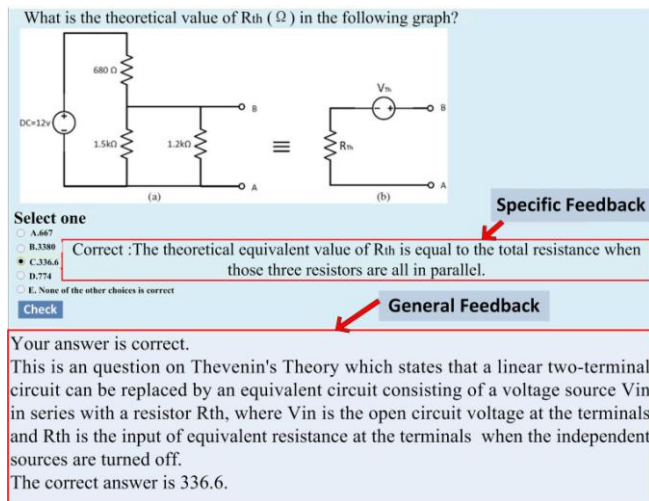 What is the theoretical value of Rth (Ω) in the following graph?
680 Ω
DC=12v
1.5kΩ
1.2kΩ
B
A
(a)
≡
VTh
RTh
B
A
(b)
Select one
A.667
B.3380
C.336.6
D.774
E. None of the other choices is correct
Check
Specific Feedback
Correct :The theoretical equivalent value of Rth is equal to the total resistance when
those three resistors are all in parallel.
General Feedback
Your answer is correct.
This is an question on Thevenin's Theory which states that a linear two-terminal
circuit can be replaced by an equivalent circuit consisting of a voltage source Vin
in series with a resistor Rth, where Vin is the open circuit voltage at the terminals
and Rth is the input of equivalent resistance at the terminals when the independent
sources are turned off.
The correct answer is 336.6.